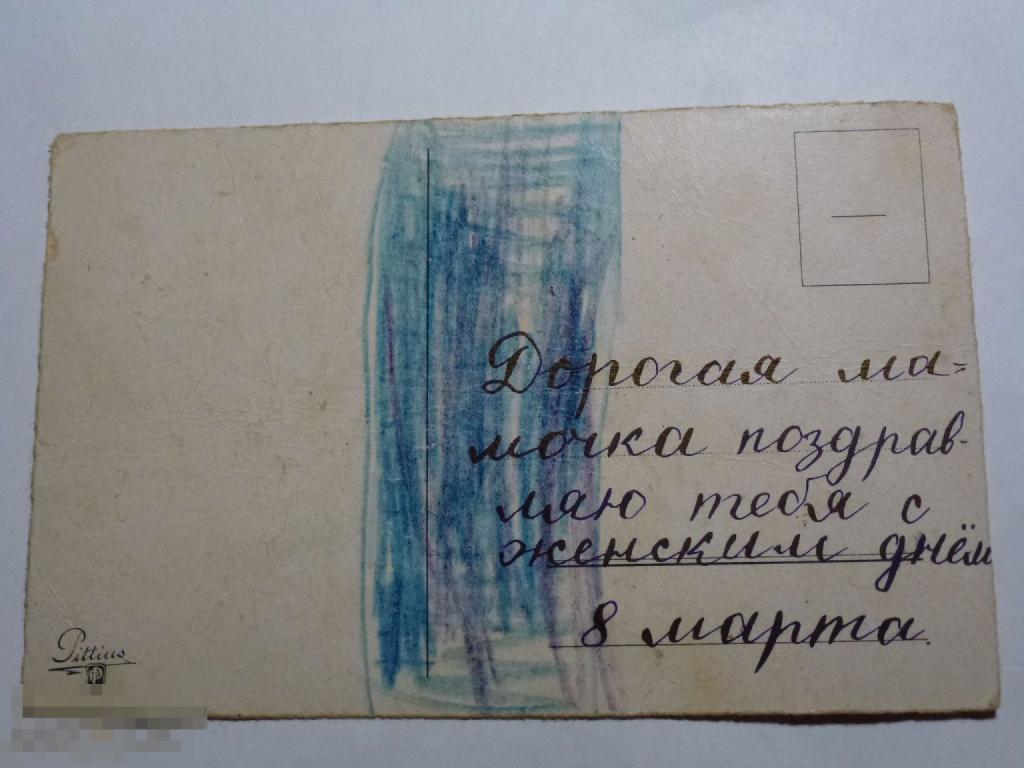 Дорогая ма=
мочка поздрав-
ляю тебя с
женским днём
8 марта.
Pittius